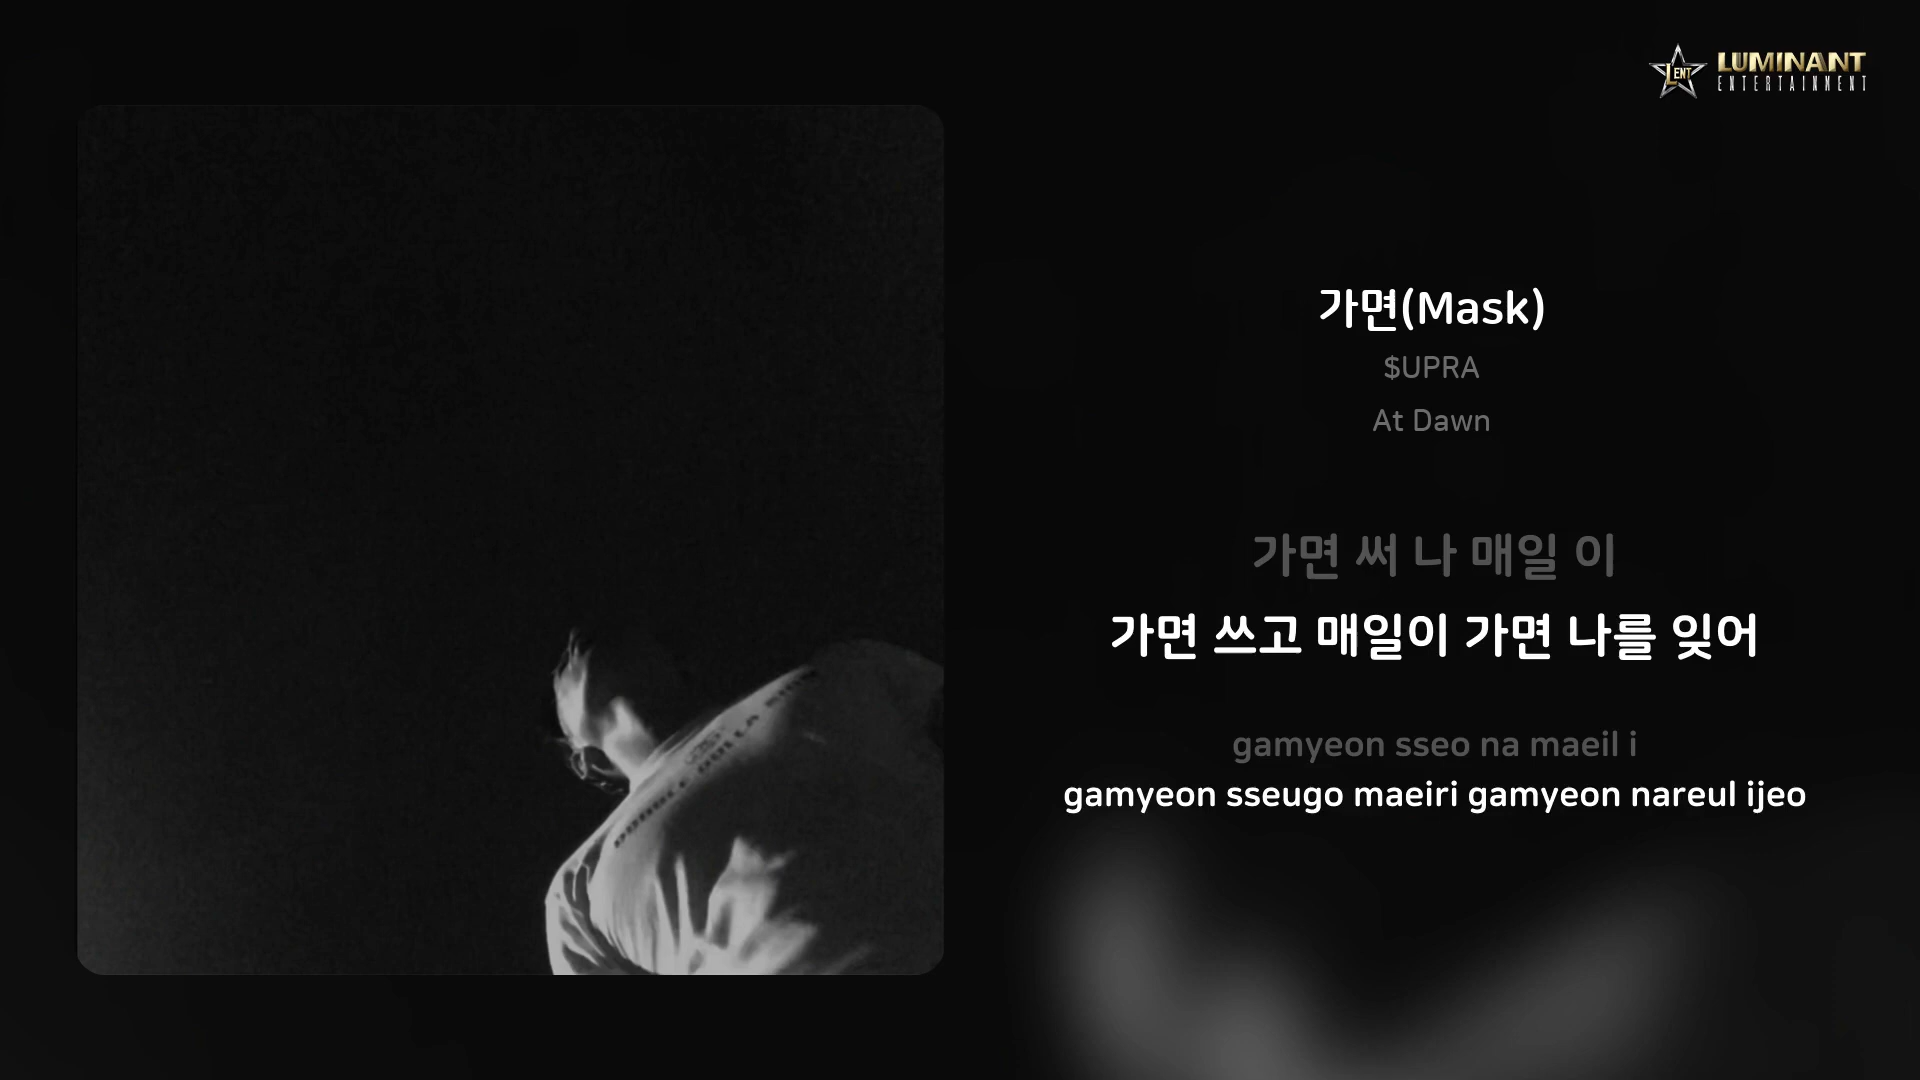 LENT
LUMINANT
ENTERTAINMENT
가면(Mask)
$UPRA
At Dawn
가면 써 나 매일 이
가면 쓰고 매일이 가면 나를 잊어
gamyeon sseo na maeil i
gamyeon sseugo maeiri gamyeon nareul ijeo